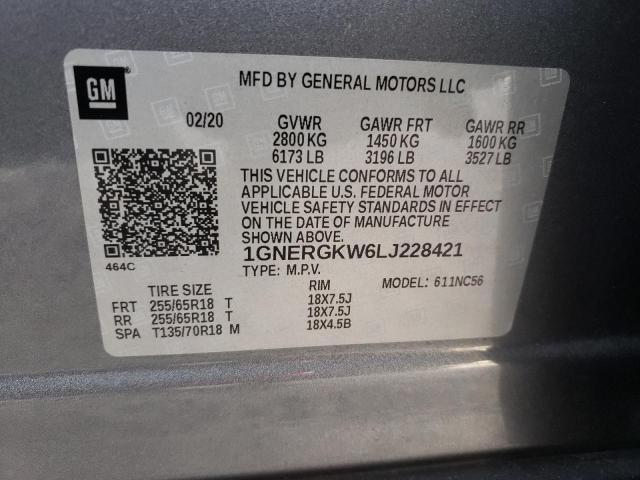 GM
MFD BY GENERAL MOTORS LLC
02/20 GVWR GAWR FRT GAWR RR
2800 KG 1450 KG 1600 KG
6173 LB 3196 LB 3527 LB
THIS VEHICLE CONFORMS TO ALL
APPLICABLE U.S. FEDERAL MOTOR
VEHICLE SAFETY STANDARDS IN EFFECT
ON THE DATE OF MANUFACTURE
SHOWN ABOVE.
1GNERGKW6LJ228421
464C
TYPE: M.P.V. MODEL: 611NC56
TIRE SIZE RIM
FRT 255/65R18 T 18X7.5J
RR 255/65R18 T 18X7.5J
SPA T135/70R18 M 18X4.5B